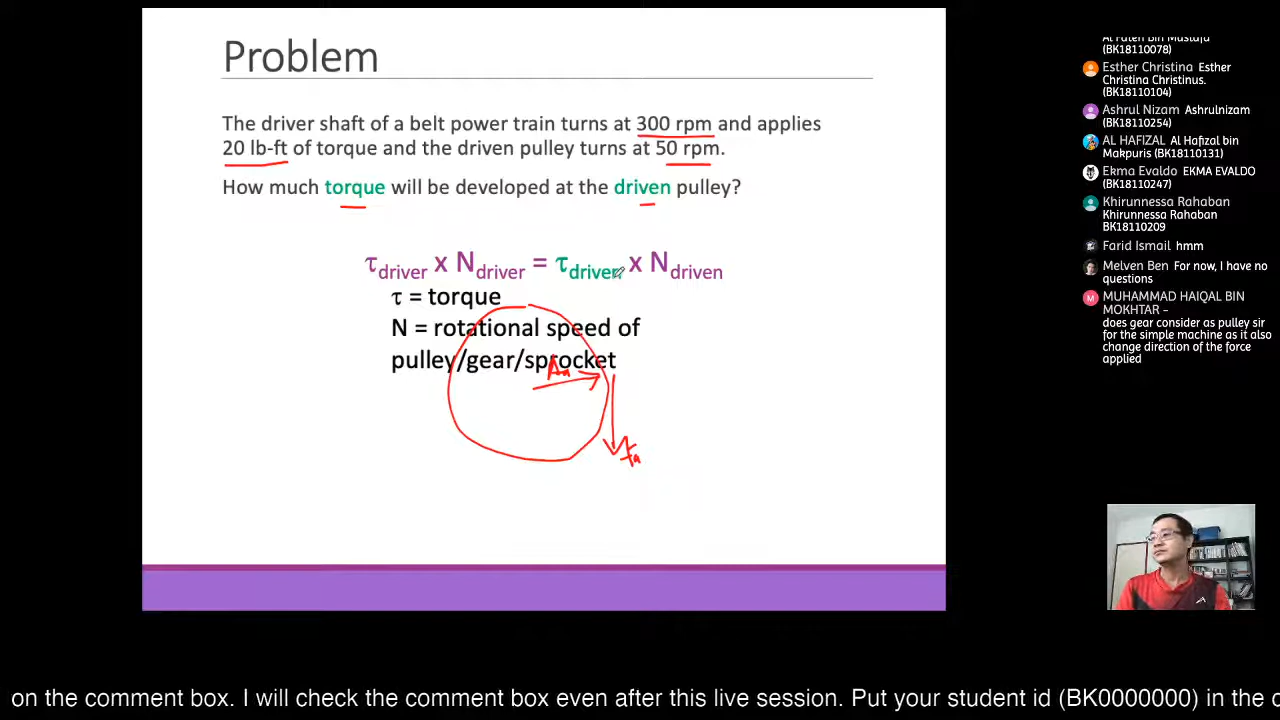 Problem
The driver shaft of a belt power train turns at 300 rpm and applies
20 lb-ft of torque and the driven pulley turns at 50 rpm.
How much torque will be developed at the driven pulley?
τdriver x Ndriver = τdriver x Ndriven
τ = torque
N = rotational speed of
pulley/gear/sprocket
Al Fateh Bin Mustafa
(BK18110078)
Esther Christina Esther
Christina Christinus.
(BK18110104)
Ashrul Nizam Ashrulnizam
(BK18110254)
AL HAFIZAL Al Hafizal bin
Makpuris (BK18110131)
Ekma Evaldo EKMA EVALDO
(BK18110247)
Khirunnessa Rahaban
Khirunnessa Rahaban
BK18110209
Farid Ismail hmm
Melven Ben For now, I have no
questions
M MUHAMMAD HAIQAL BIN
MOKHTAR -
does gear consider as pulley sir
for the simple machine as it also
change direction of the force
applied
on the comment box. I will check the comment box even after this live session. Put your student id (BK0000000) in the c